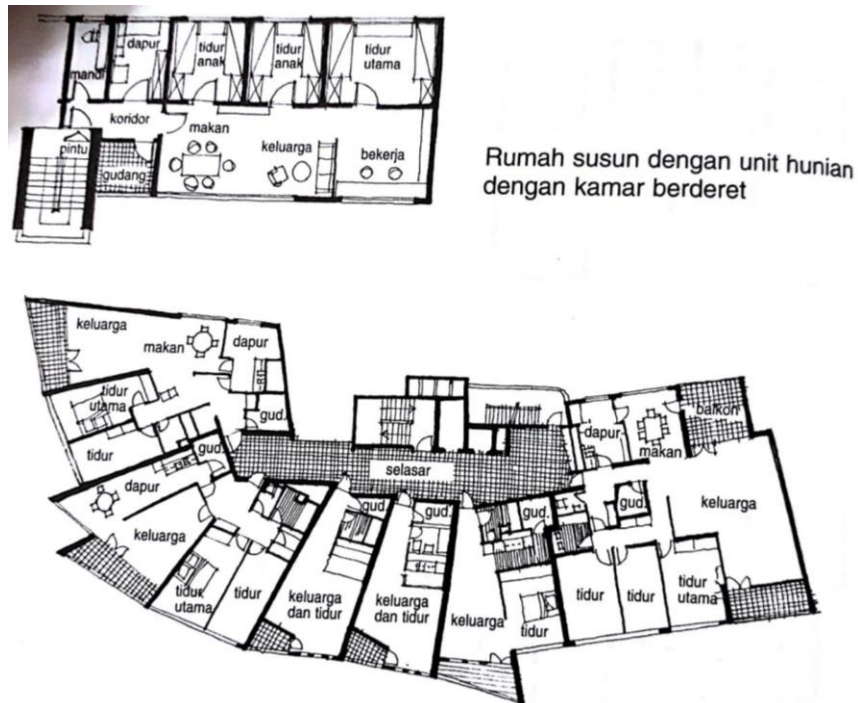 dapur
tidur
anak
tidur
anak
tidur
utama
mandi
koridor
makan
keluarga
bekerja
pintu
gudang
Rumah susun dengan unit hunian
dengan kamar berderet
keluarga
makan
dapur
tidur
utama
tidur
gud.
gud.
selasar
dapur
makan
balkon
dapur
keluarga
tidur
utama
tidur
gud.
keluarga
dan tidur
gud.
keluarga
dan tidur
gud.
keluarga
tidur
gud.
keluarga
tidur
tidur
tidur
utama